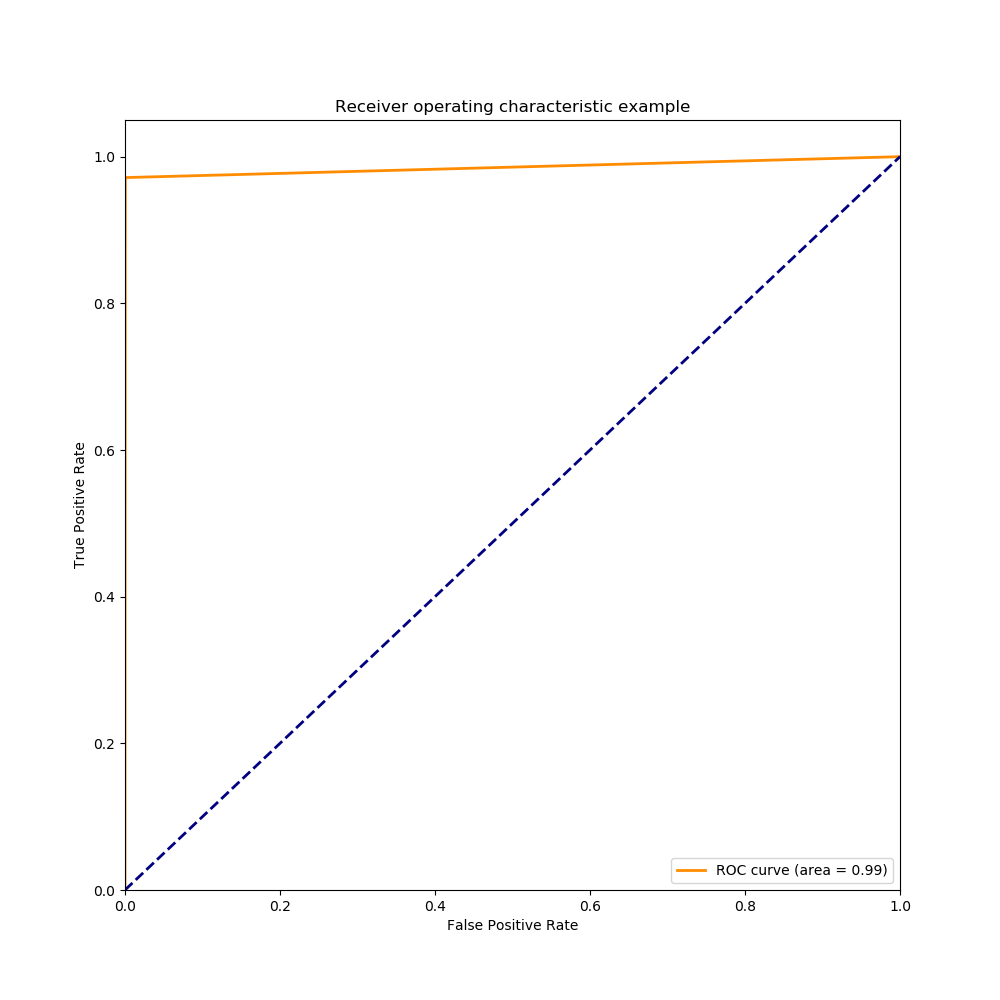 Receiver operating characteristic example
1.0
0.8
0.6
0.4
0.2
0.0
True Positive Rate
0.0 0.2 0.4 0.6 0.8 1.0
False Positive Rate
ROC curve (area = 0.99)